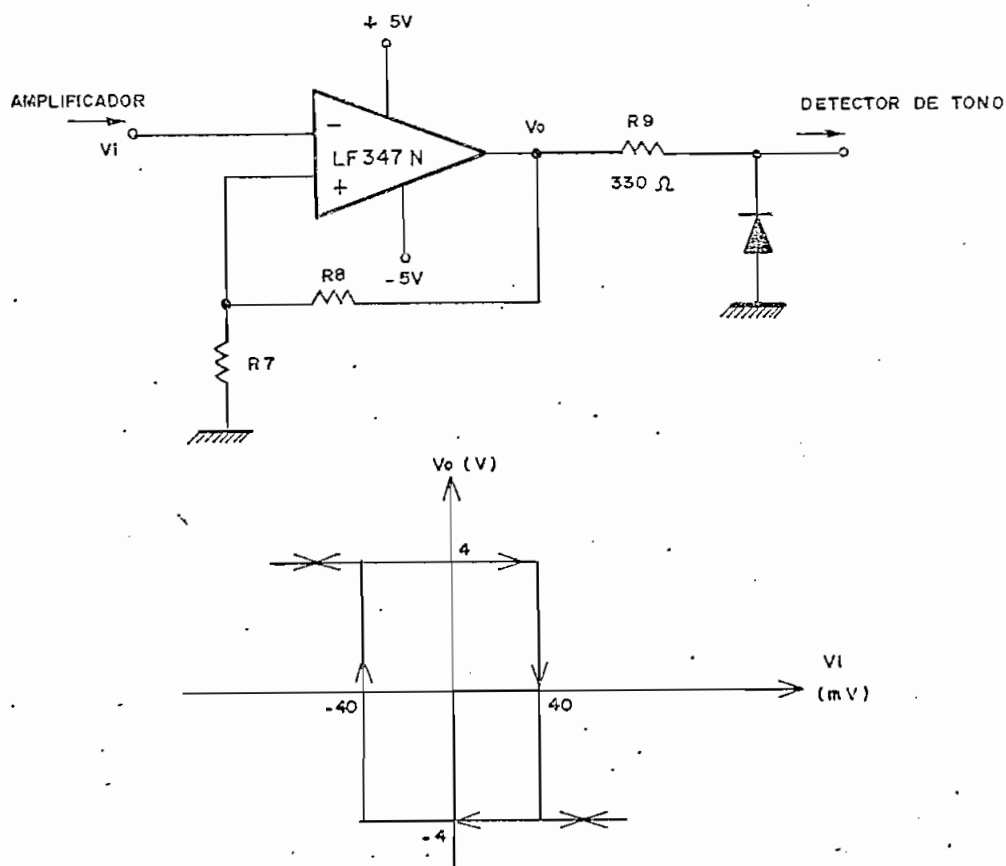 + 5V
AMPLIFICADOR
Vi
-
LF347 N
+
-5V
Vo
R9
330 Ω
DETECTOR DE TONO
R8
R7
Vo (V)
4
Vi
(mV)
-40
40
-4